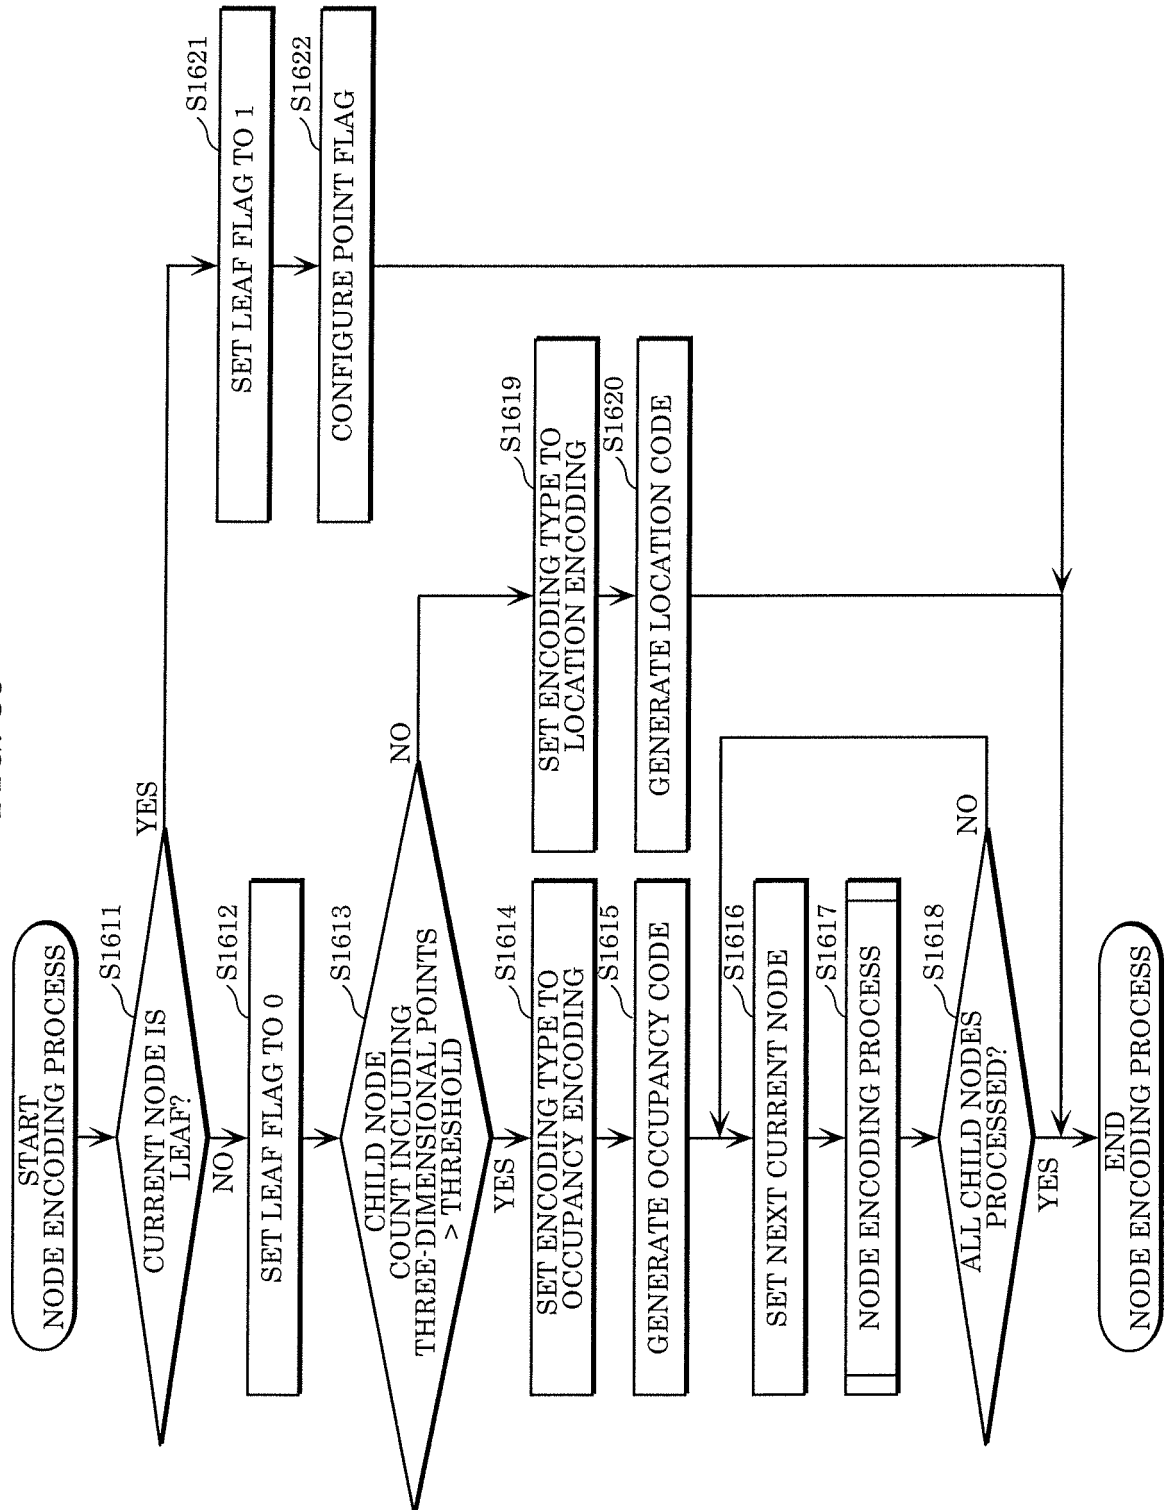 START
NODE ENCODING PROCESS
S1611
CURRENT NODE IS
LEAF?
YES
NO
S1612
SET LEAF FLAG TO 0
S1613
CHILD NODE
COUNT INCLUDING
THREE-DIMENSIONAL POINTS
> THRESHOLD
NO
YES
S1614
SET ENCODING TYPE TO
OCCUPANCY ENCODING
S1615
GENERATE OCCUPANCY CODE
S1616
SET NEXT CURRENT NODE
S1617
NODE ENCODING PROCESS
S1618
ALL CHILD NODES
PROCESSED?
NO
YES
S1619
SET ENCODING TYPE TO
LOCATION ENCODING
S1620
GENERATE LOCATION CODE
S1621
SET LEAF FLAG TO 1
S1622
CONFIGURE POINT FLAG
END
NODE ENCODING PROCESS